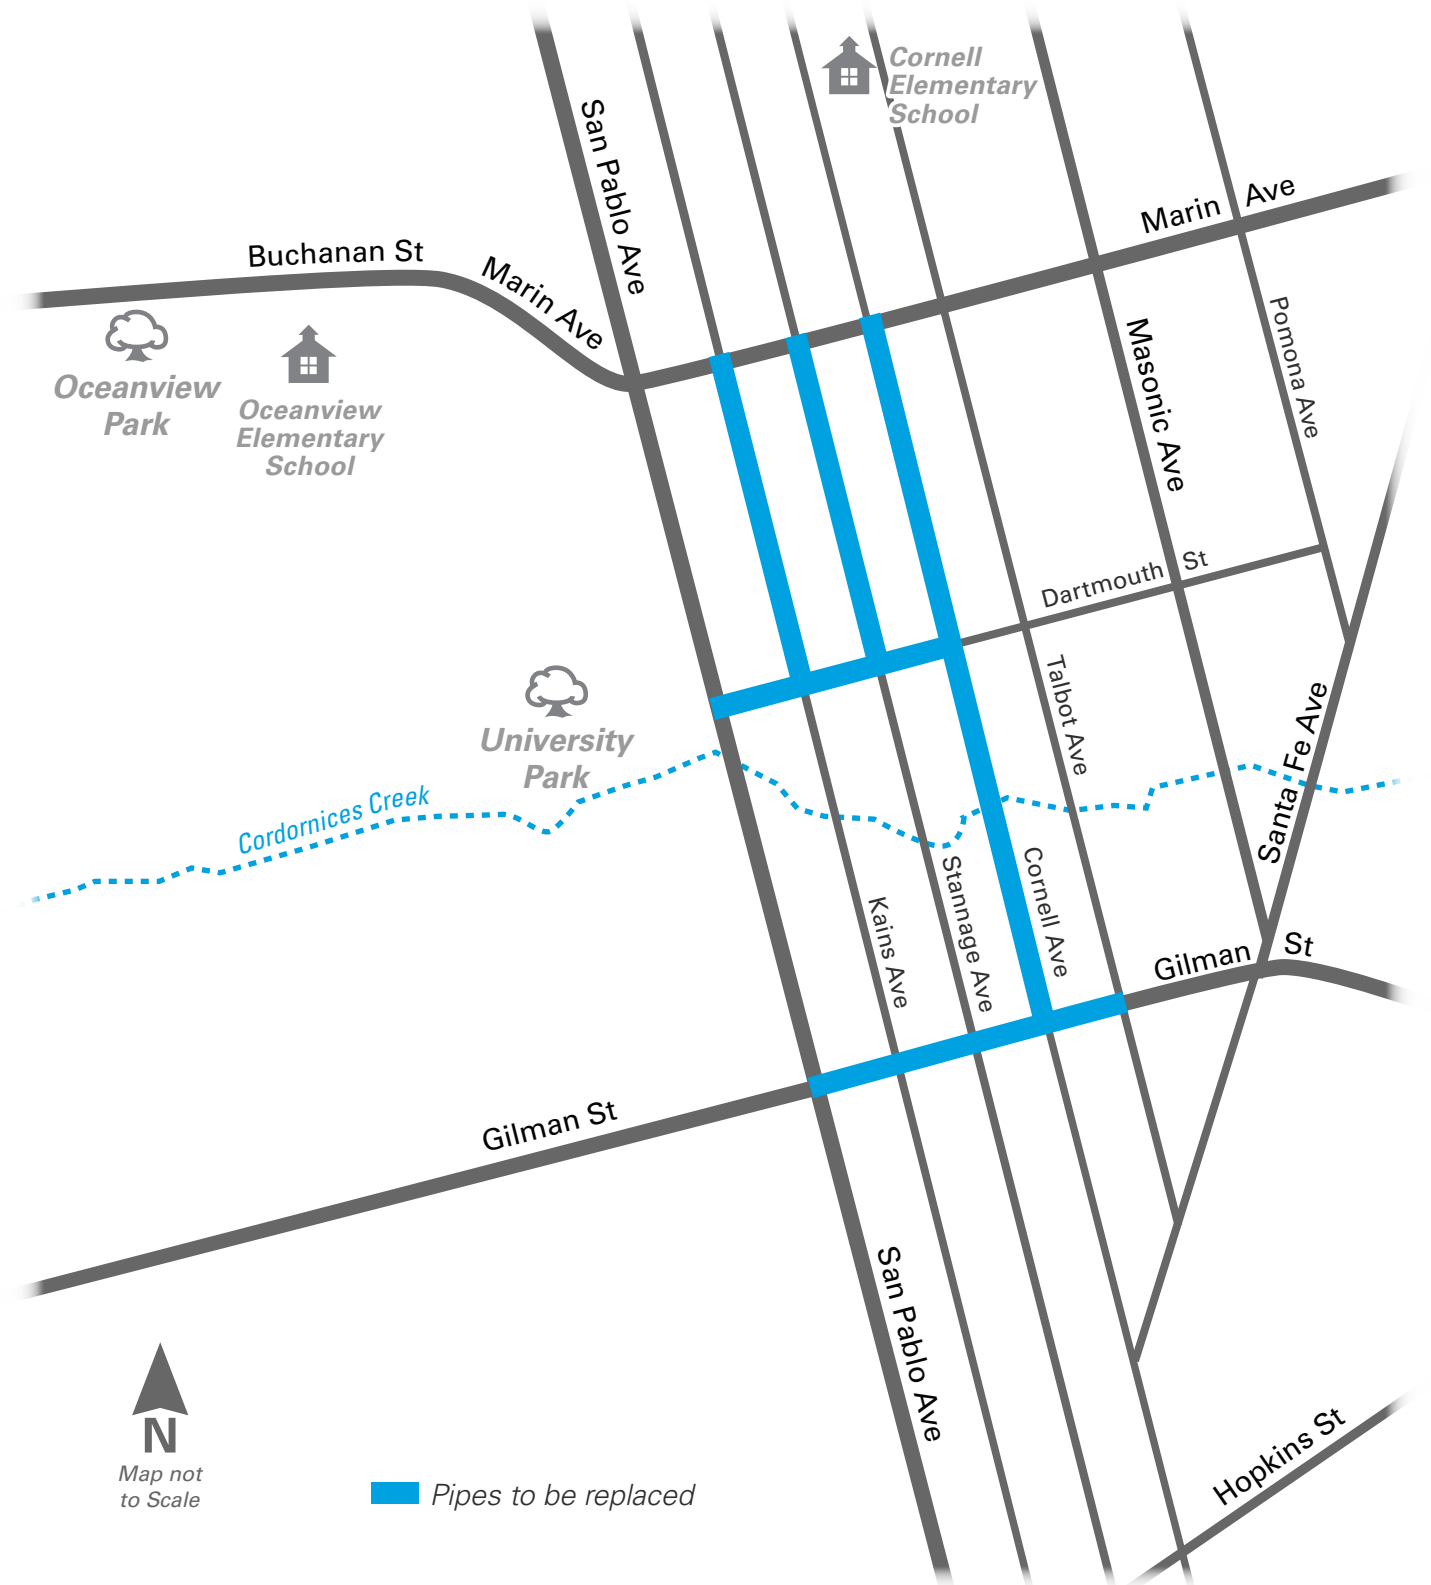 Cornell
Elementary
School
San Pablo Ave
Marin Ave
Buchanan St
Marin Ave
Pomona Ave
Masonic Ave
Oceanview
Park
Oceanview
Elementary
School
Dartmouth St
Talbot Ave
University
Park
Santa Fe Ave
Cordornices Creek
Cornell Ave
Stannage Ave
Kains Ave
Gilman St
Gilman St
San Pablo Ave
N
Map not
to Scale
Hopkins St
Pipes to be replaced